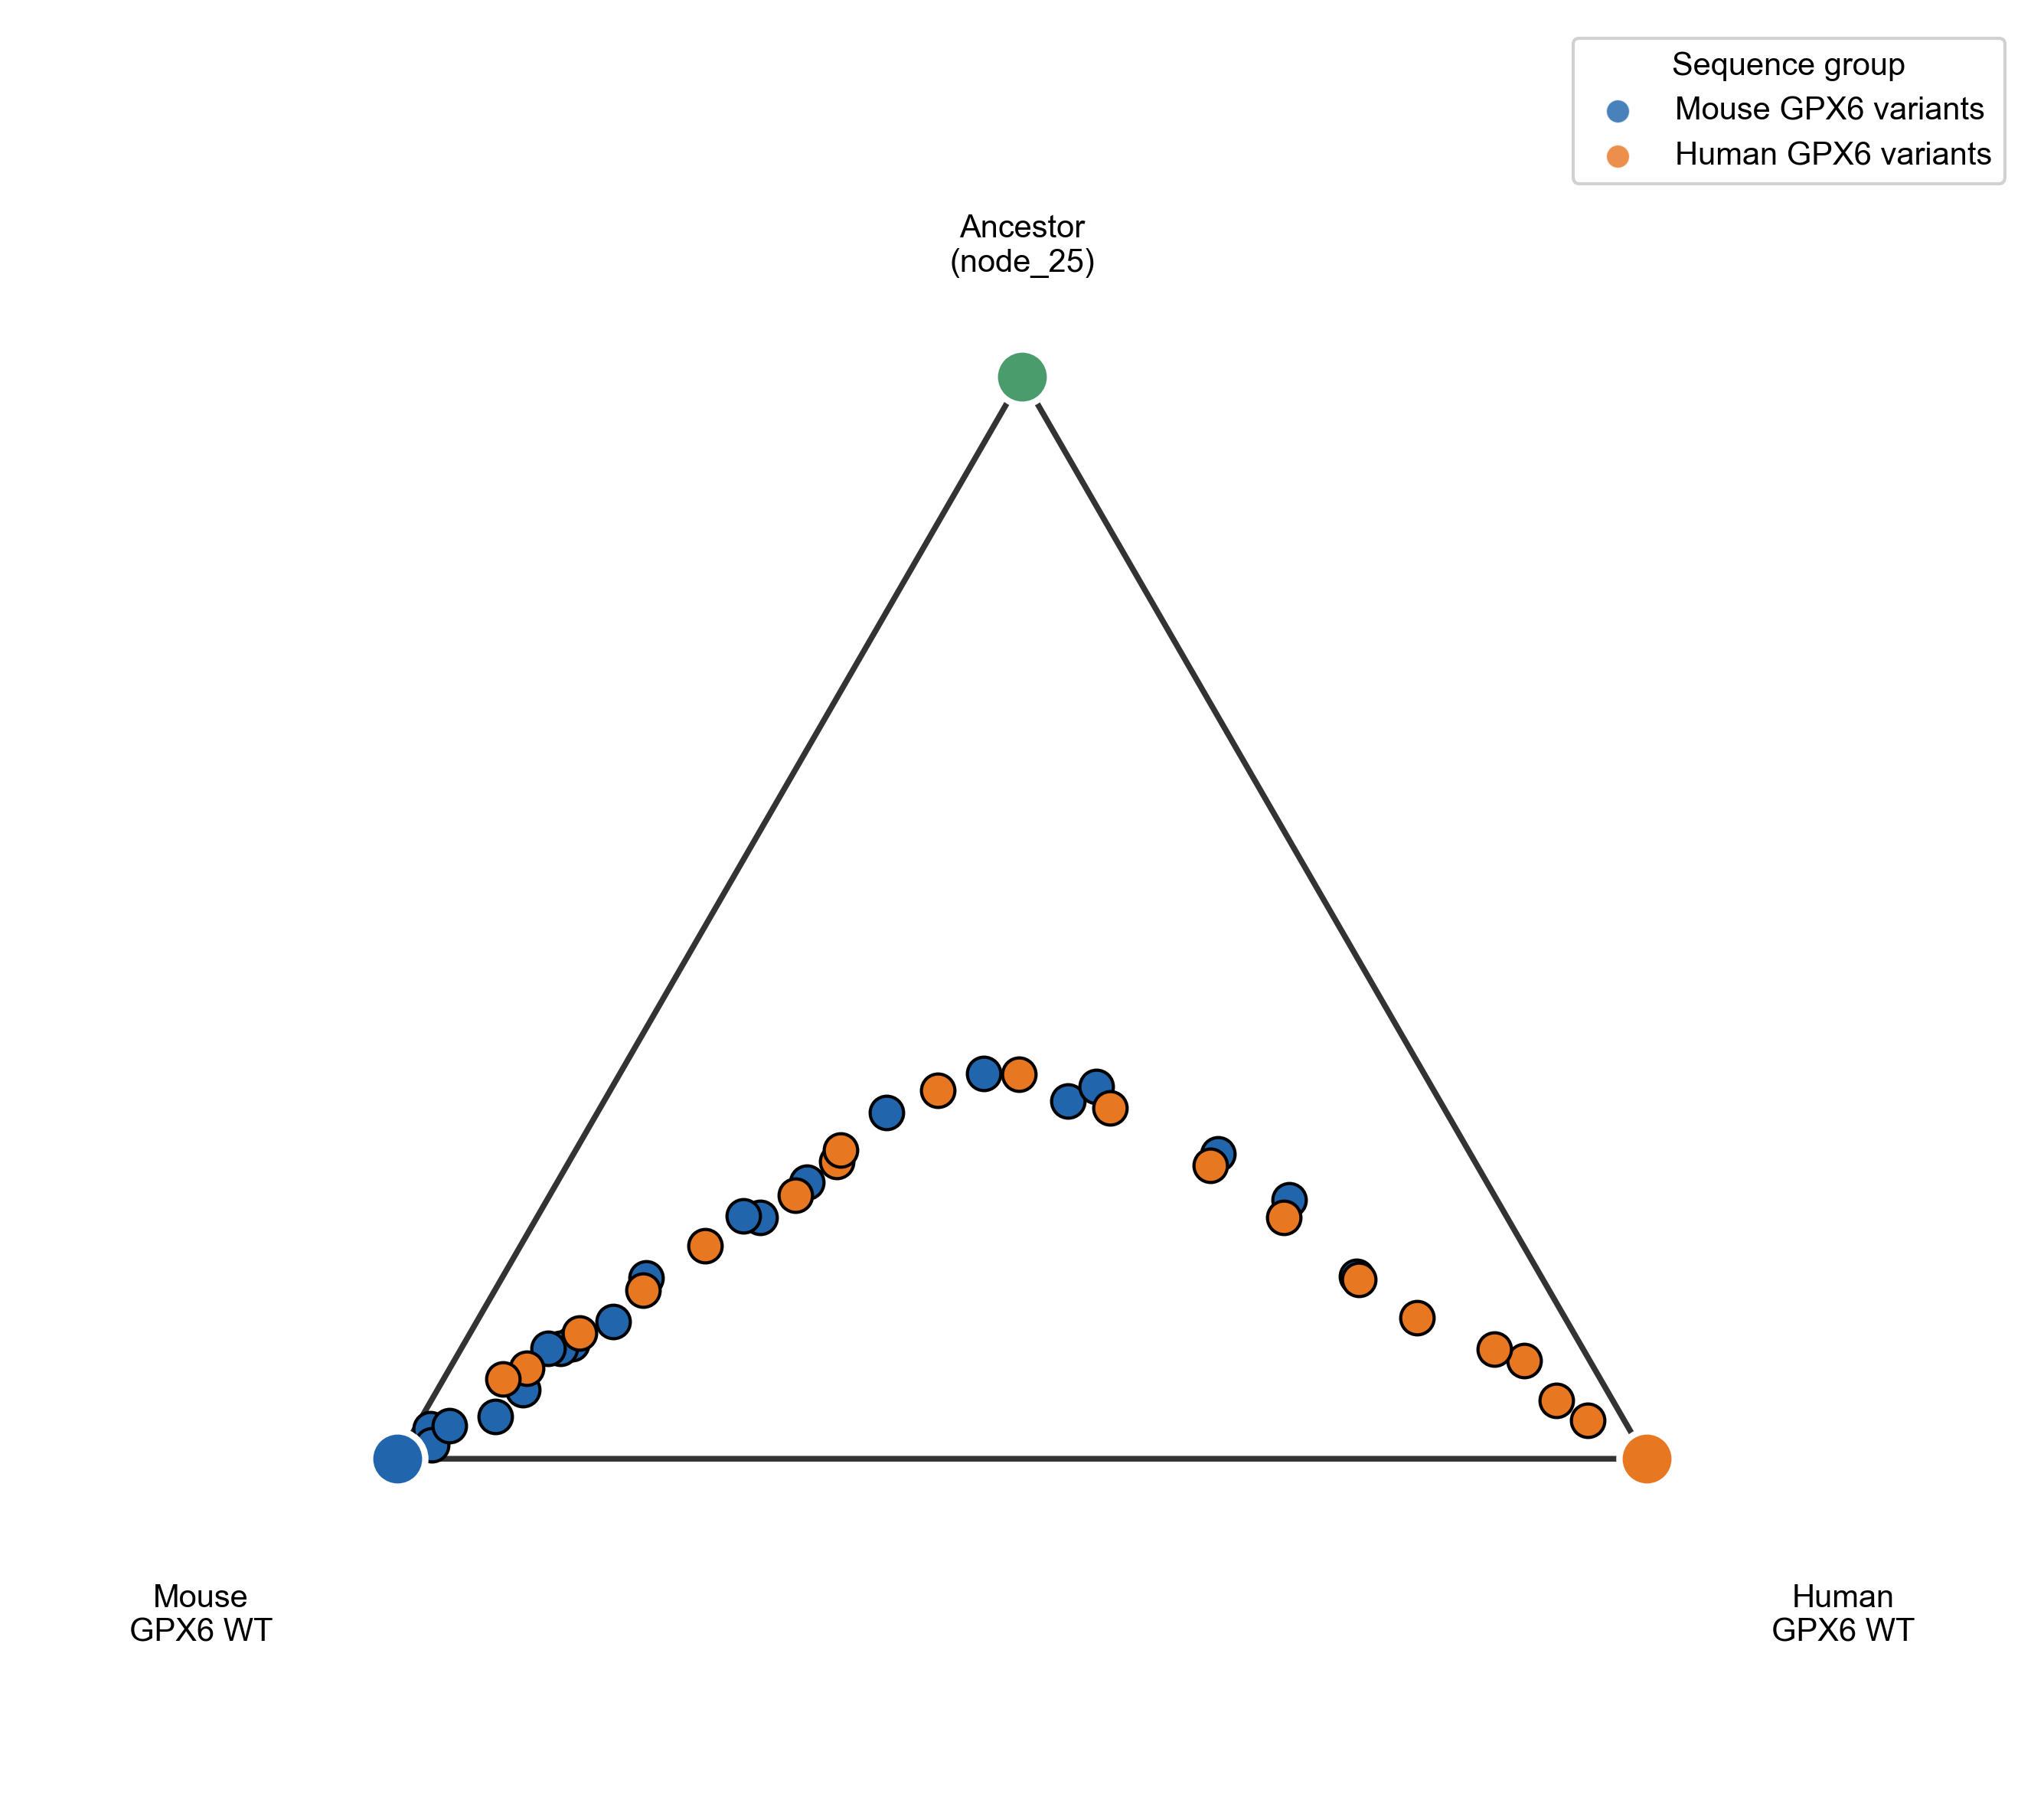 Sequence group
Mouse GPX6 variants
Human GPX6 variants
Ancestor
(node_25)
Mouse
GPX6 WT
Human
GPX6 WT